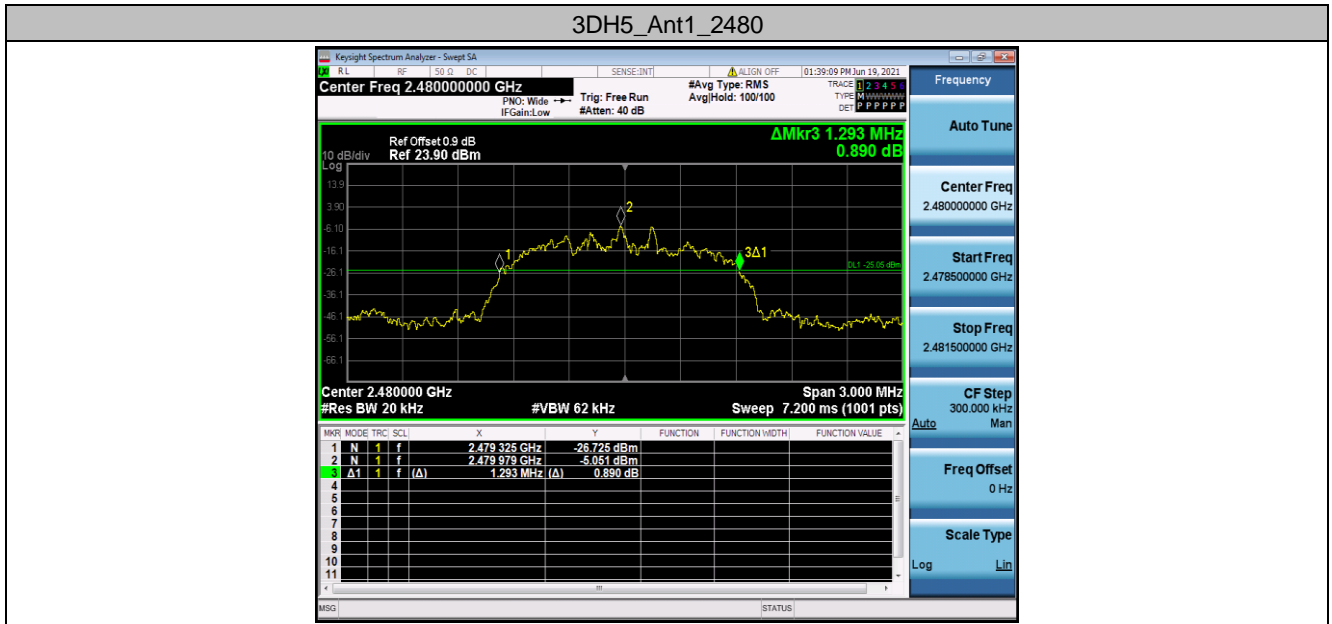 3DH5_Ant1_2480
Keysight Spectrum Analyzer - Swept SA
RL RF 50 Ω DC SENSE:INT ALIGN OFF 01:39:09 PM Jun 19, 2021
Center Freq 2.480000000 GHz
PNO: Wide
IFGain:Low
Trig: Free Run
#Atten: 40 dB
#Avg Type: RMS
Avg|Hold: 100/100
TRACE 1 2 3 4 5 6
TYPE M W W W W W
DET P P P P P P
Ref Offset 0.9 dB
10 dB/div Ref 23.90 dBm
Log
ΔMkr3 1.293 MHz
0.890 dB
13.9
3.90
-6.10
-16.1
-26.1
-36.1
-46.1
-56.1
-66.1
1
2
3Δ1
DL1 -25.05 dBm
Center 2.480000 GHz Span 3.000 MHz
#Res BW 20 kHz #VBW 62 kHz Sweep 7.200 ms (1001 pts)
MKR MODE TRC SCL X Y FUNCTION FUNCTION WIDTH FUNCTION VALUE
1 N 1 f 2.479 325 GHz -26.725 dBm
2 N 1 f 2.479 979 GHz -5.051 dBm
3 Δ1 1 f (Δ) 1.293 MHz (Δ) 0.890 dB
4
5
6
7
8
9
10
11
MSG STATUS
Frequency
Auto Tune
Center Freq
2.480000000 GHz
Start Freq
2.478500000 GHz
Stop Freq
2.481500000 GHz
CF Step
300.000 kHz
Auto Man
Freq Offset
0 Hz
Scale Type
Log Lin